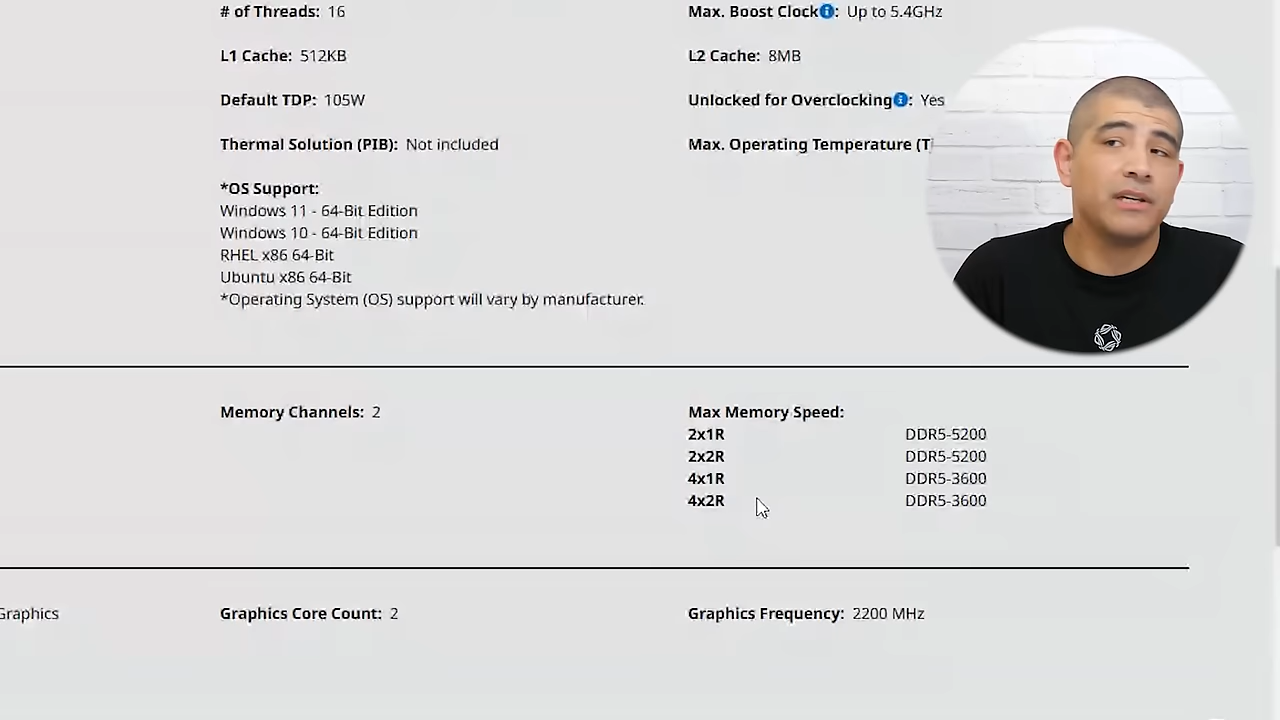 # of Threads: 16
Max. Boost Clock: Up to 5.4GHz
L1 Cache: 512KB
L2 Cache: 8MB
Default TDP: 105W
Unlocked for Overclocking: Yes
Thermal Solution (PIB): Not included
Max. Operating Temperature (T
*OS Support:
Windows 11 - 64-Bit Edition
Windows 10 - 64-Bit Edition
RHEL x86 64-Bit
Ubuntu x86 64-Bit
*Operating System (OS) support will vary by manufacturer.
Memory Channels: 2
Max Memory Speed:
2x1R DDR5-5200
2x2R DDR5-5200
4x1R DDR5-3600
4x2R DDR5-3600
Graphics
Graphics Core Count: 2
Graphics Frequency: 2200 MHz